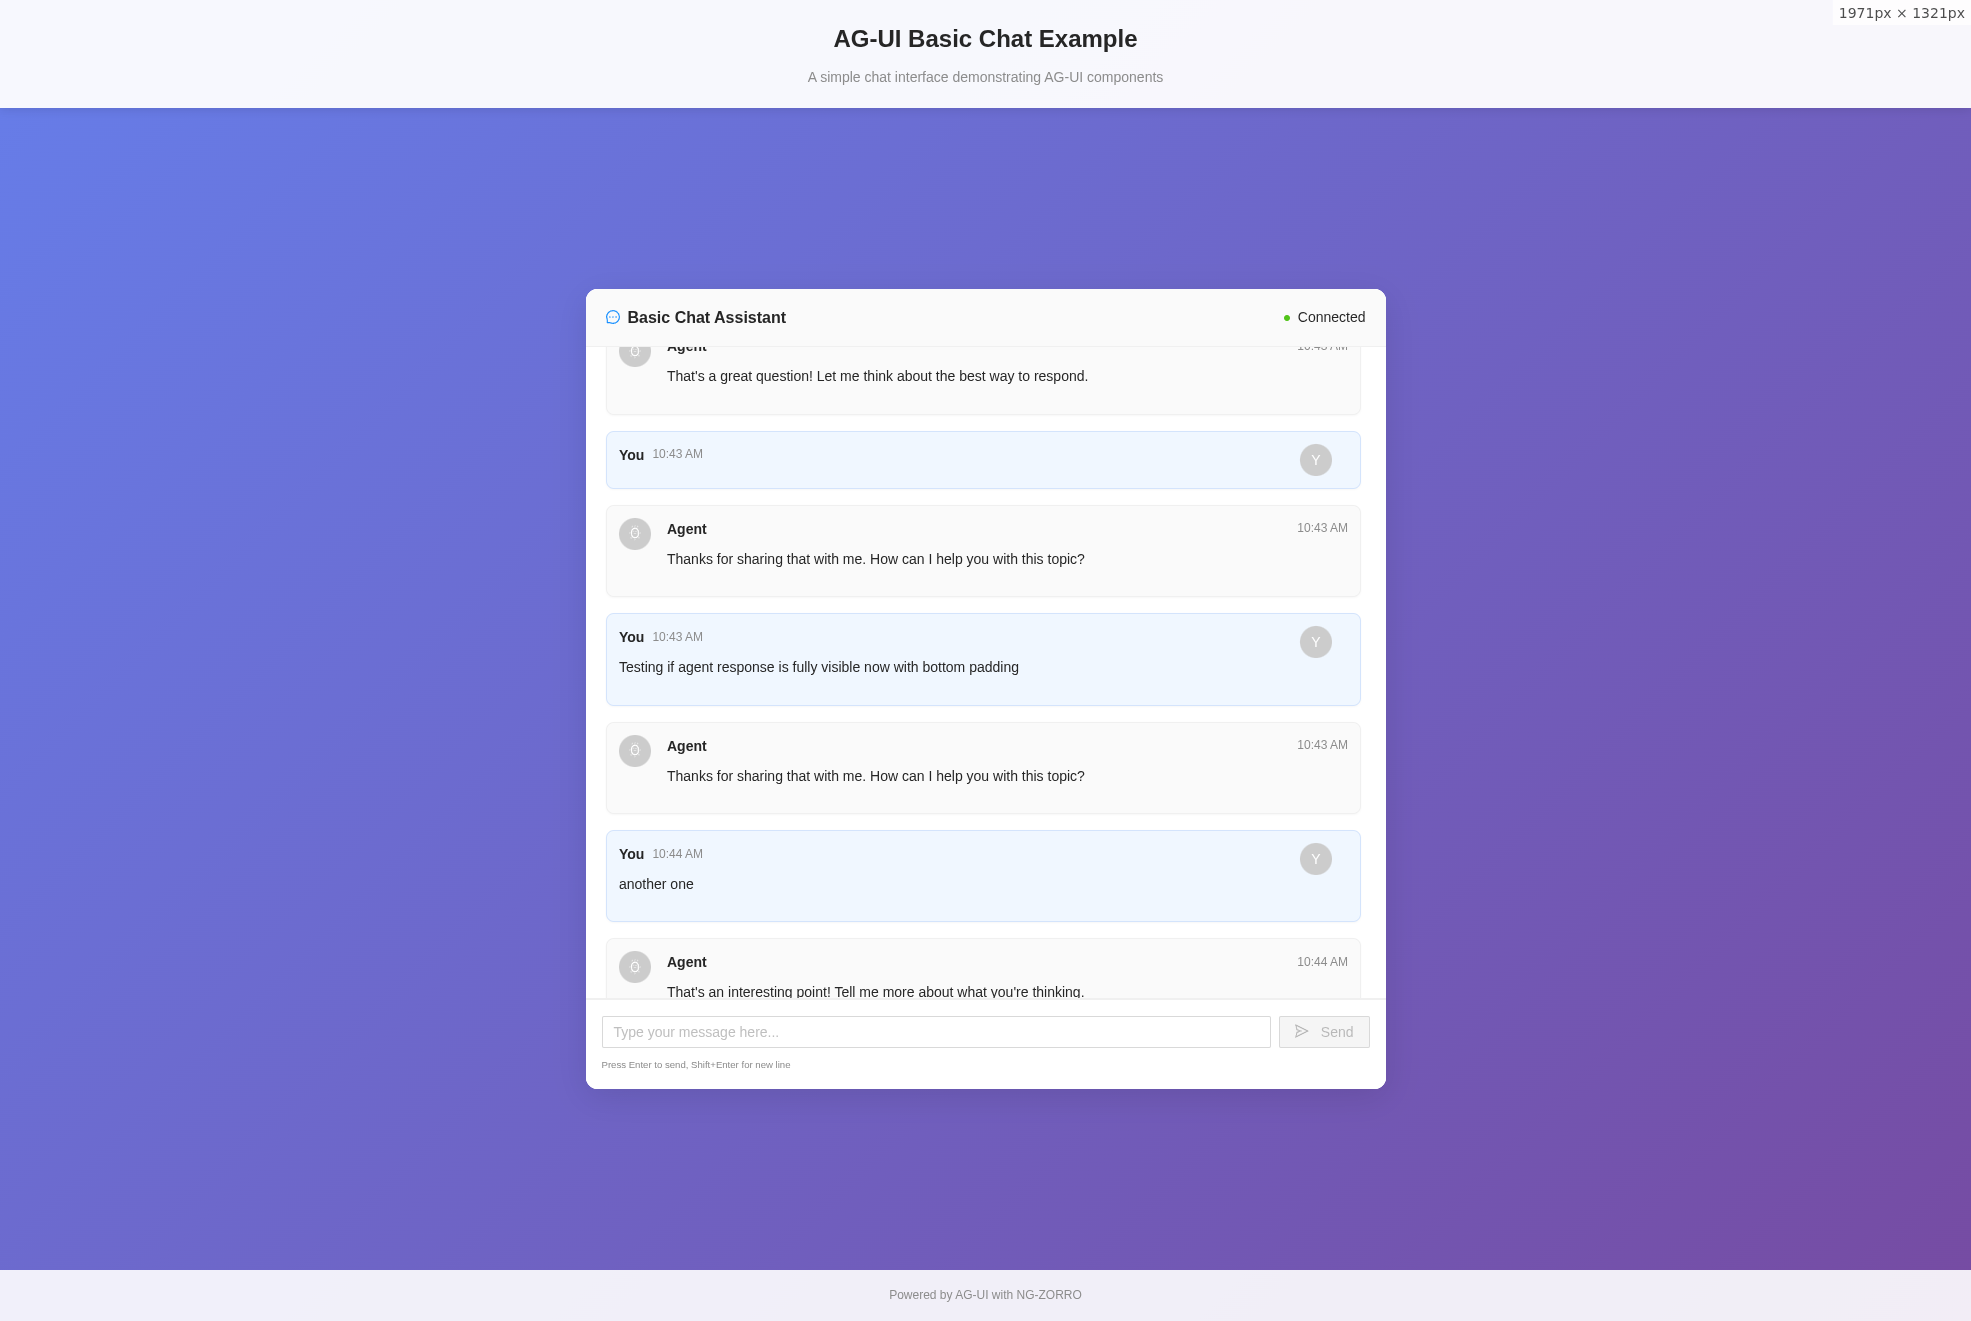 1971px × 1321px
AG-UI Basic Chat Example
A simple chat interface demonstrating AG-UI components
Basic Chat Assistant
Connected
Agent
10:43 AM
That's a great question! Let me think about the best way to respond.
You 10:43 AM
Y
Agent
10:43 AM
Thanks for sharing that with me. How can I help you with this topic?
You 10:43 AM
Y
Testing if agent response is fully visible now with bottom padding
Agent
10:43 AM
Thanks for sharing that with me. How can I help you with this topic?
You 10:44 AM
Y
another one
Agent
10:44 AM
That's an interesting point! Tell me more about what you're thinking.
Type your message here...
Send
Press Enter to send, Shift+Enter for new line
Powered by AG-UI with NG-ZORRO